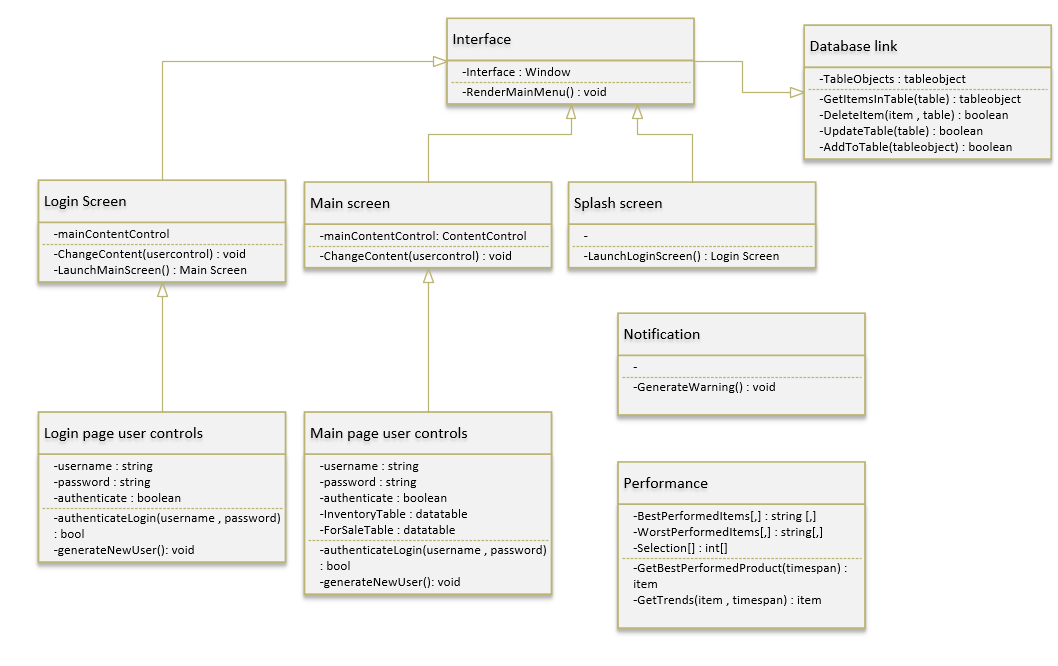 Interface
-Interface : Window
-RenderMainMenu() : void
Database link
-TableObjects : tableobject
-GetItemsInTable(table) : tableobject
-DeleteItem(item , table) : boolean
-UpdateTable(table) : boolean
-AddToTable(tableobject) : boolean
Login Screen
-mainContentControl
-ChangeContent(usercontrol) : void
-LaunchMainScreen() : Main Screen
Main screen
-mainContentControl: ContentControl
-ChangeContent(usercontrol) : void
Splash screen
-
-LaunchLoginScreen() : Login Screen
Notification
-
-GenerateWarning() : void
Login page user controls
-username : string
-password : string
-authenticate : boolean
-authenticateLogin(username , password)
: bool
-generateNewUser(): void
Main page user controls
-username : string
-password : string
-authenticate : boolean
-InventoryTable : datatable
-ForSaleTable : datatable
-authenticateLogin(username , password)
: bool
-generateNewUser(): void
Performance
-BestPerformedItems[,] : string [,]
-WorstPerformedItems[,] : string[,]
-Selection[] : int[]
-GetBestPerformedProduct(timespan) :
item
-GetTrends(item , timespan) : item